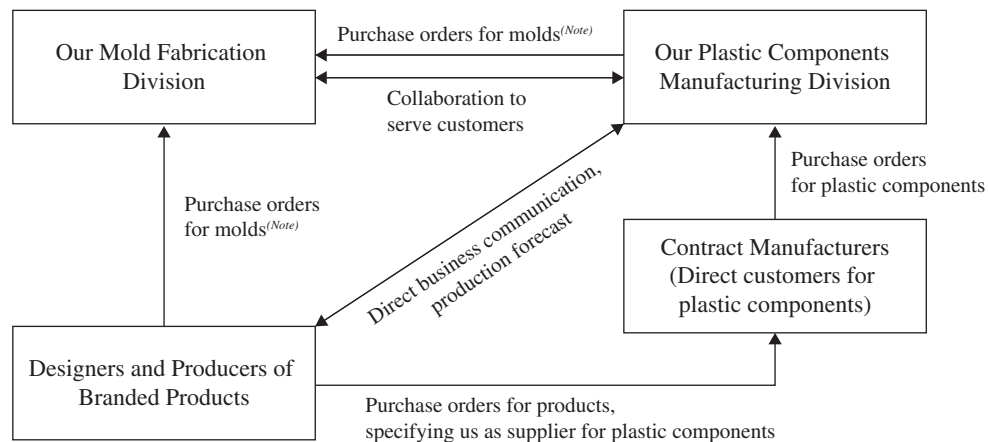 Our Mold Fabrication
Division
Purchase orders for molds(Note)
Collaboration to
serve customers
Our Plastic Components
Manufacturing Division
Purchase orders
for molds(Note)
Direct business communication,
production forecast
Purchase orders
for plastic components
Contract Manufacturers
(Direct customers for
plastic components)
Designers and Producers of
Branded Products
Purchase orders for products,
specifying us as supplier for plastic components